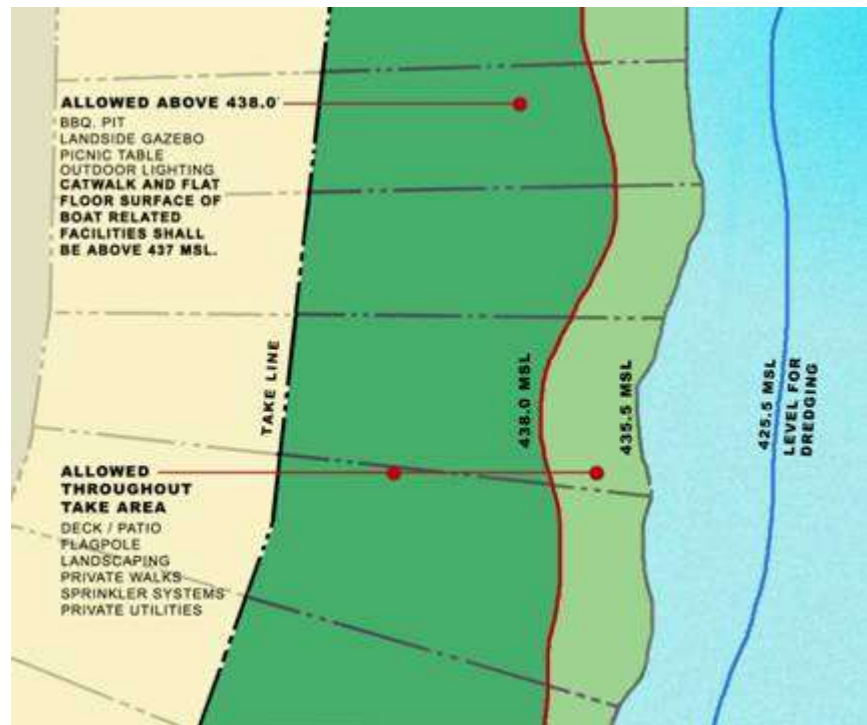 ALLOWED ABOVE 438.0'
BBQ. PIT
LANDSIDE GAZEBO
PICNIC TABLE
OUTDOOR LIGHTING
CATWALK AND FLAT
FLOOR SURFACE OF
BOAT RELATED
FACILITIES SHALL
BE ABOVE 437 MSL.
TAKE LINE
438.0 MSL
435.5 MSL
425.5 MSL
LEVEL FOR
DREDGING
ALLOWED
THROUGHOUT
TAKE AREA
DECK / PATIO
FLAGPOLE
LANDSCAPING
PRIVATE WALKS
SPRINKLER SYSTEMS
PRIVATE UTILITIES